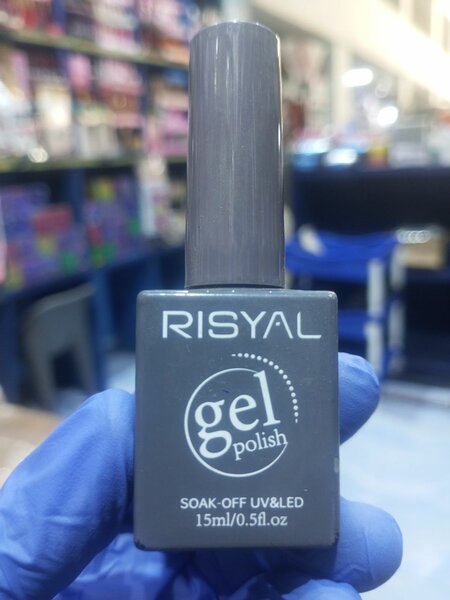 RISYAL
gel
polish
SOAK-OFF UV&LED
15ml/0.5fl.oz